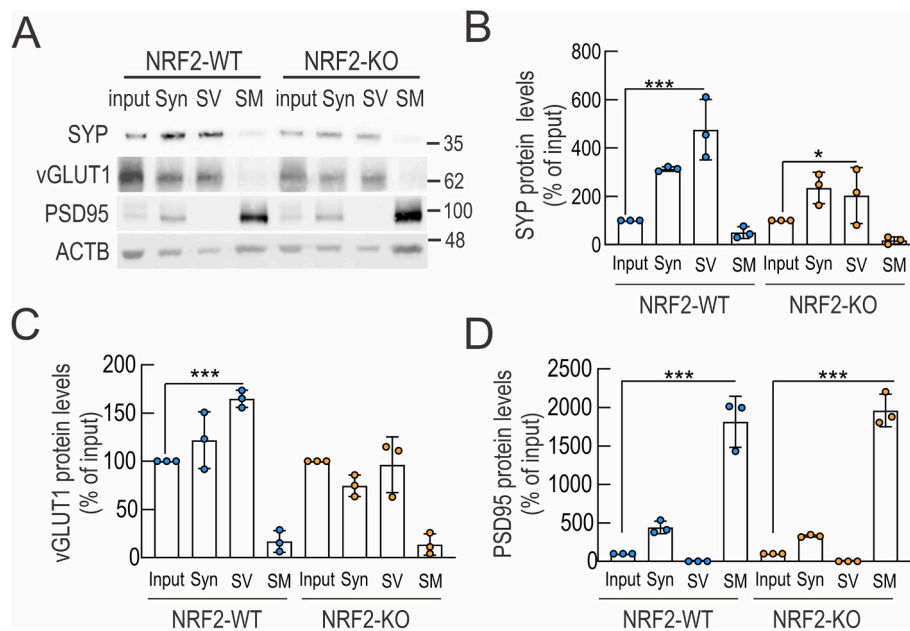 A
NRF2-WT NRF2-KO
input Syn SV SM input Syn SV SM
SYP
35
vGLUT1
62
PSD95
100
48
ACTB
B
SYP protein levels
(% of input)
800
600
400
200
0
***
*
Input Syn SV SM Input Syn SV SM
NRF2-WT NRF2-KO
C
vGLUT1 protein levels
(% of input)
200
150
100
50
0
***
Input Syn SV SM Input Syn SV SM
NRF2-WT NRF2-KO
D
PSD95 protein levels
(% of input)
2500
2000
1500
1000
500
0
***
***
Input Syn SV SM Input Syn SV SM
NRF2-WT NRF2-KO